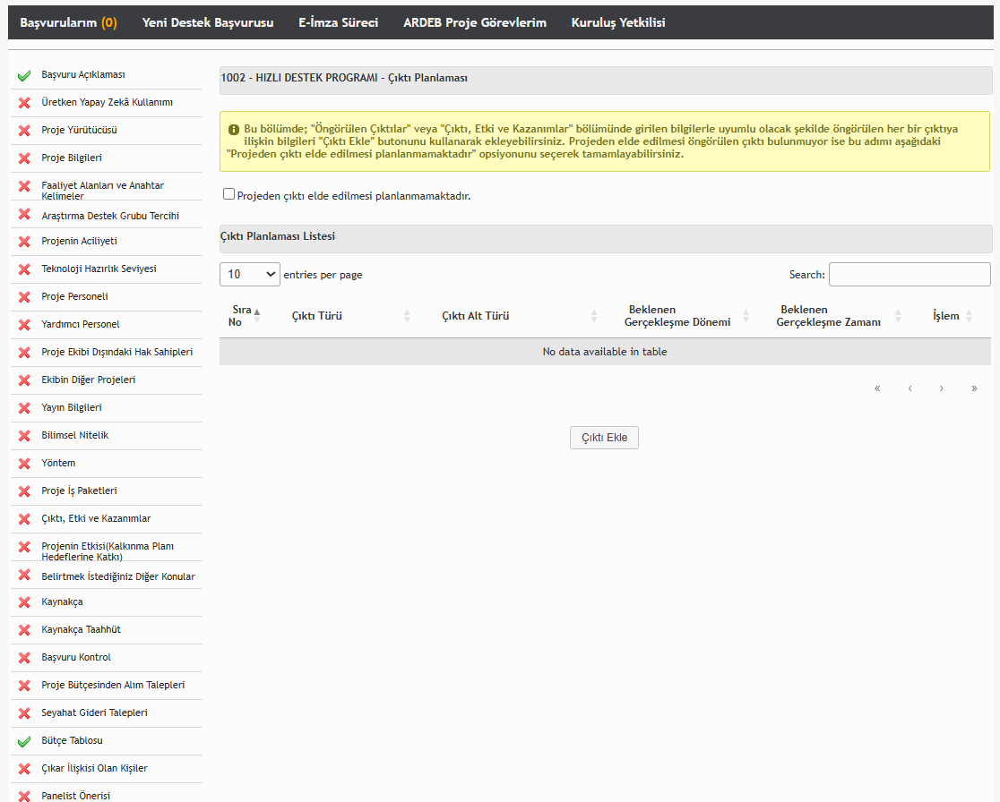 Başvurularım (0) Yeni Destek Başvurusu E-İmza Süreci ARDEB Proje Görevlerim Kuruluş Yetkilisi
Başvuru Açıklaması
Üretken Yapay Zekâ Kullanımı
Proje Yürütücüsü
Proje Bilgileri
Faaliyet Alanları ve Anahtar
Kelimeler
Araştırma Destek Grubu Tercihi
Projenin Aciliyeti
Teknoloji Hazırlık Seviyesi
Proje Personeli
Yardımcı Personel
Proje Ekibi Dışındaki Hak Sahipleri
Ekibin Diğer Projeleri
Yayın Bilgileri
Bilimsel Nitelik
Yöntem
Proje İş Paketleri
Çıktı, Etki ve Kazanımlar
Projenin Etkisi(Kalkınma Planı
Hedeflerine Katkı)
Belirtmek İstediğiniz Diğer Konular
Kaynakça
Kaynakça Taahhüt
Başvuru Kontrol
Proje Bütçesinden Alım Talepleri
Seyahat Gideri Talepleri
Bütçe Tablosu
Çıkar İlişkisi Olan Kişiler
Panelist Önerisi
1002 - HIZLI DESTEK PROGRAMI - Çıktı Planlaması
Bu bölümde; "Öngörülen Çıktılar" veya "Çıktı, Etki ve Kazanımlar" bölümünde girilen bilgilerle uyumlu olacak şekilde öngörülen her bir çıktıya
ilişkin bilgileri "Çıktı Ekle" butonunu kullanarak ekleyebilirsiniz. Projeden elde edilmesi öngörülen çıktı bulunmuyor ise bu adımı aşağıdaki
"Projeden çıktı elde edilmesi planlanmamaktadır" opsiyonunu seçerek tamamlayabilirsiniz.
Projeden çıktı elde edilmesi planlanmamaktadır.
Çıktı Planlaması Listesi
10 entries per page Search:
Sıra No Çıktı Türü Çıktı Alt Türü Beklenen Gerçekleşme Dönemi Beklenen Gerçekleşme Zamanı İşlem
No data available in table
« ‹ › »
Çıktı Ekle